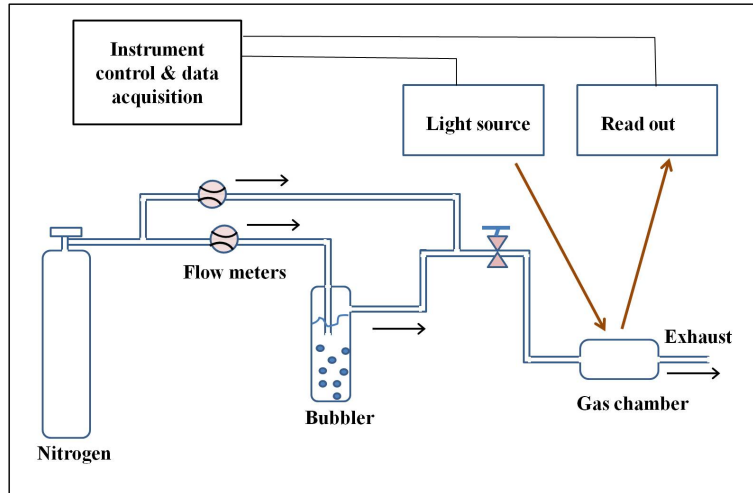 Instrument
control & data
acquisition
Light source
Read out
Flow meters
Exhaust
Gas chamber
Bubbler
Nitrogen